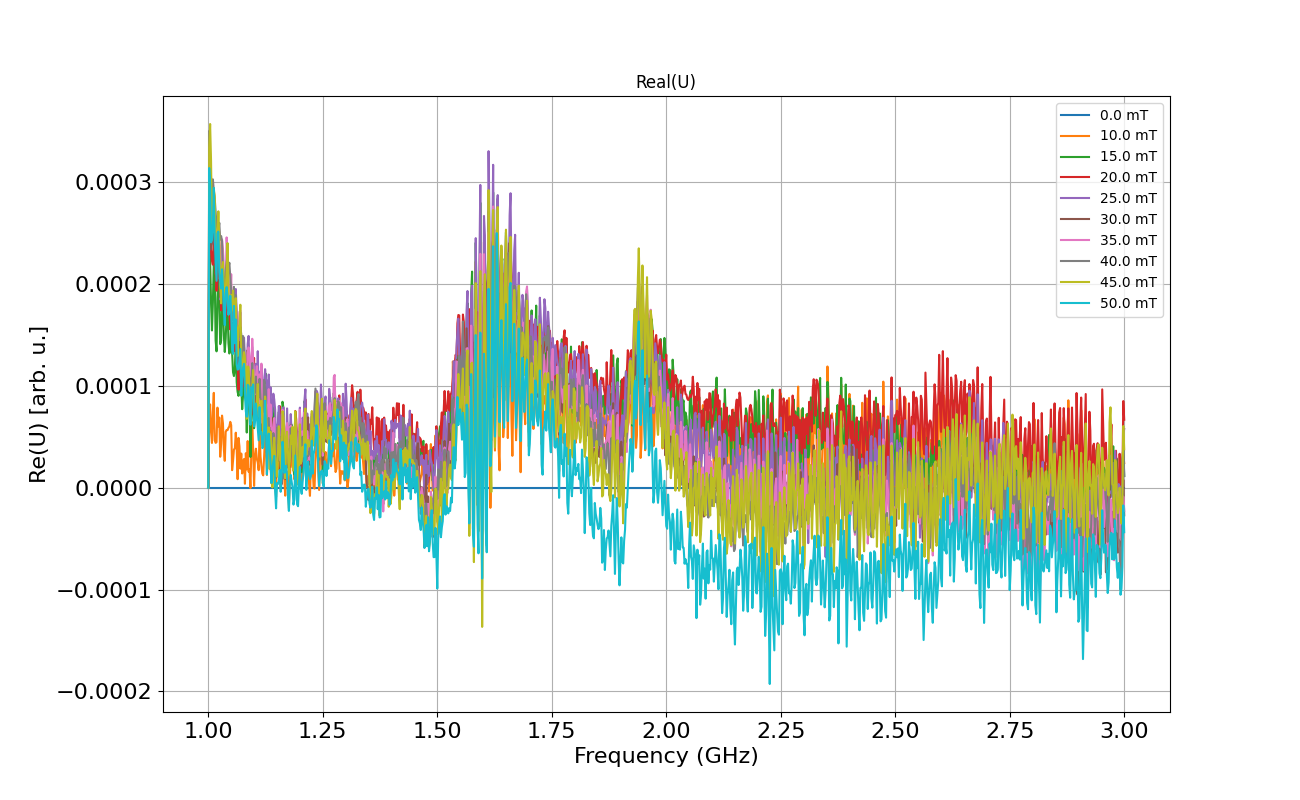 Real(U)
Re(U) [arb. u.]
0.0003
0.0002
0.0001
0.0000
−0.0001
−0.0002
0.0 mT
10.0 mT
15.0 mT
20.0 mT
25.0 mT
30.0 mT
35.0 mT
40.0 mT
45.0 mT
50.0 mT
1.00 1.25 1.50 1.75 2.00 2.25 2.50 2.75 3.00
Frequency (GHz)